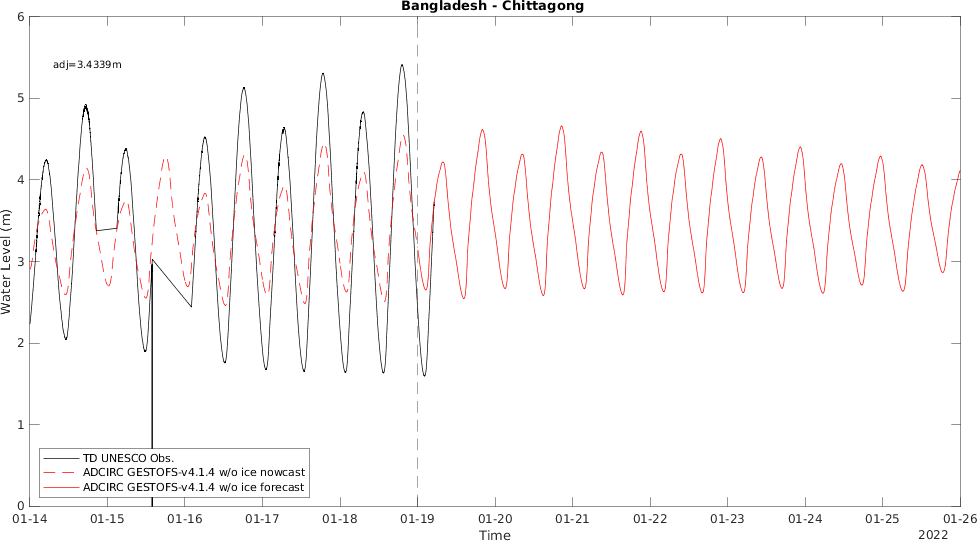 Bangladesh - Chittagong
adj=3.4339m
6
5
4
3
2
1
0
Water Level (m)
TD UNESCO Obs.
ADCIRC GESTOFS-v4.1.4 w/o ice nowcast
ADCIRC GESTOFS-v4.1.4 w/o ice forecast
01-14 01-15 01-16 01-17 01-18 01-19 01-20 01-21 01-22 01-23 01-24 01-25 01-26
Time
2022